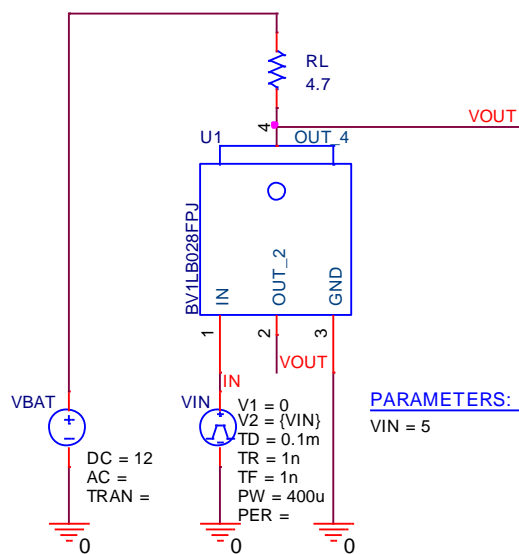 RL
4.7
4
VOUT
U1
OUT_4
BV1LB028FPJ
IN
OUT_2
GND
1
2
3
VOUT
IN
VBAT
VIN
V1 = 0
V2 = {VIN}
TD = 0.1m
TR = 1n
TF = 1n
PW = 400u
PER =
PARAMETERS:
VIN = 5
DC = 12
AC =
TRAN =
0
0
0